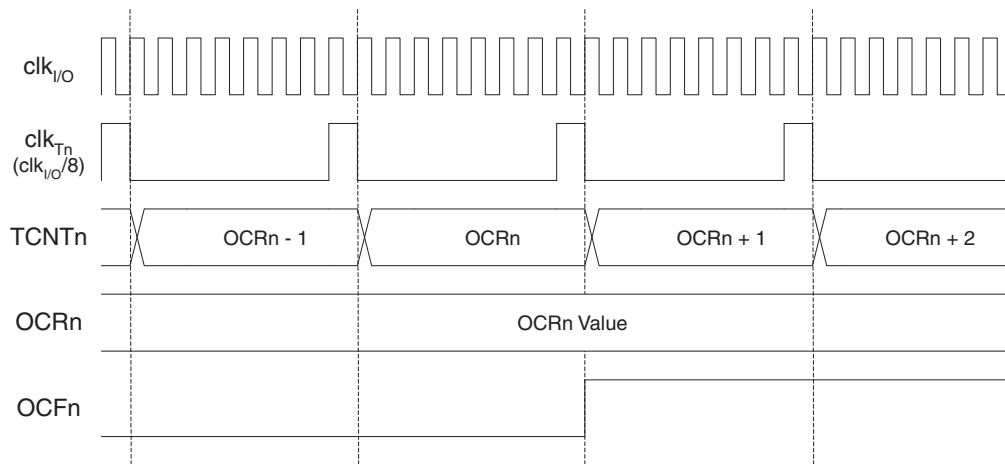 clkI/O
clkTn
(clkI/O/8)
TCNTn
OCRn - 1
OCRn
OCRn + 1
OCRn + 2
OCRn
OCRn Value
OCFn